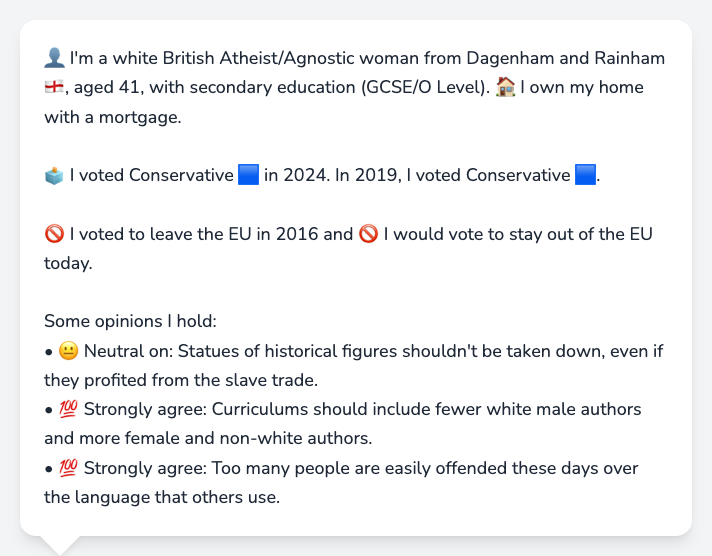 👤 I'm a white British Atheist/Agnostic woman from Dagenham and Rainham
🏴󠁧󠁢󠁥󠁮󠁧󠁿, aged 41, with secondary education (GCSE/O Level). 🏠 I own my home
with a mortgage.
🗳️ I voted Conservative 🟦 in 2024. In 2019, I voted Conservative 🟦.
🚫 I voted to leave the EU in 2016 and 🚫 I would vote to stay out of the EU
today.
Some opinions I hold:
• 😐 Neutral on: Statues of historical figures shouldn't be taken down, even if
they profited from the slave trade.
• 💯 Strongly agree: Curriculums should include fewer white male authors
and more female and non-white authors.
• 💯 Strongly agree: Too many people are easily offended these days over
the language that others use.